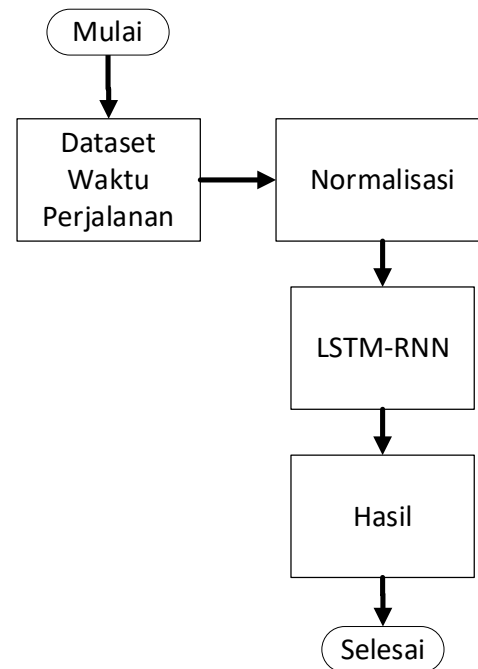 Mulai
Dataset
Waktu
Perjalanan
Normalisasi
LSTM-RNN
Hasil
Selesai